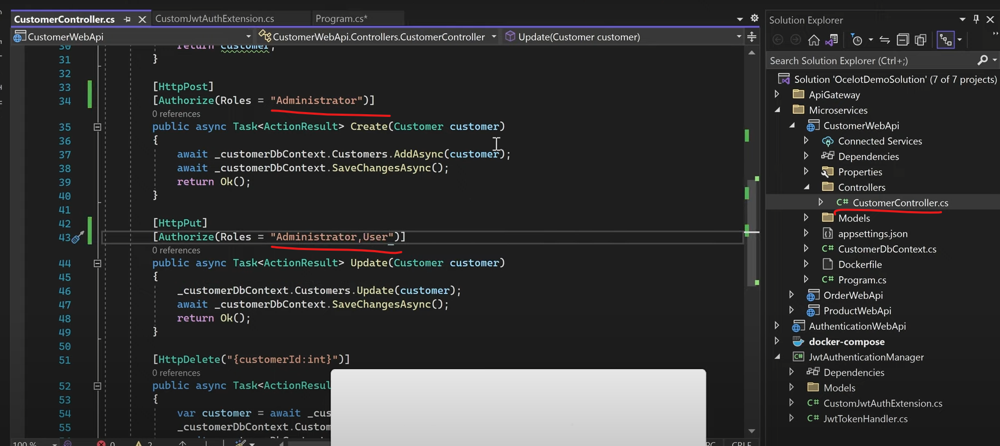 CustomerController.cs
CustomJwtAuthExtension.cs
Program.cs*
CustomerWebApi
CustomerWebApi.Controllers.CustomerController
Update(Customer customer)
30 return customer;
31 }
32
33 [HttpPost]
34 [Authorize(Roles = "Administrator")]
0 references
35 public async Task<ActionResult> Create(Customer customer)
36 {
37 await _customerDbContext.Customers.AddAsync(customer);
38 await _customerDbContext.SaveChangesAsync();
39 return Ok();
40 }
41
42 [HttpPut]
43 [Authorize(Roles = "Administrator,User")]
0 references
44 public async Task<ActionResult> Update(Customer customer)
45 {
46 _customerDbContext.Customers.Update(customer);
47 await _customerDbContext.SaveChangesAsync();
48 return Ok();
49 }
50
51 [HttpDelete("{customerId:int}")]
0 references
52 public async Task<ActionResul
53 {
54 var customer = await _cus
55 _customerDbContext.Custom
100 %
0
2
CRLF
Solution Explorer
Search Solution Explorer (Ctrl+;)
Solution 'OcelotDemoSolution' (7 of 7 projects)
ApiGateway
Microservices
CustomerWebApi
Connected Services
Dependencies
Properties
Controllers
C# CustomerController.cs
Models
appsettings.json
C# CustomerDbContext.cs
Dockerfile
C# Program.cs
OrderWebApi
ProductWebApi
AuthenticationWebApi
docker-compose
C# JwtAuthenticationManager
Dependencies
Models
C# CustomJwtAuthExtension.cs
C# JwtTokenHandler.cs